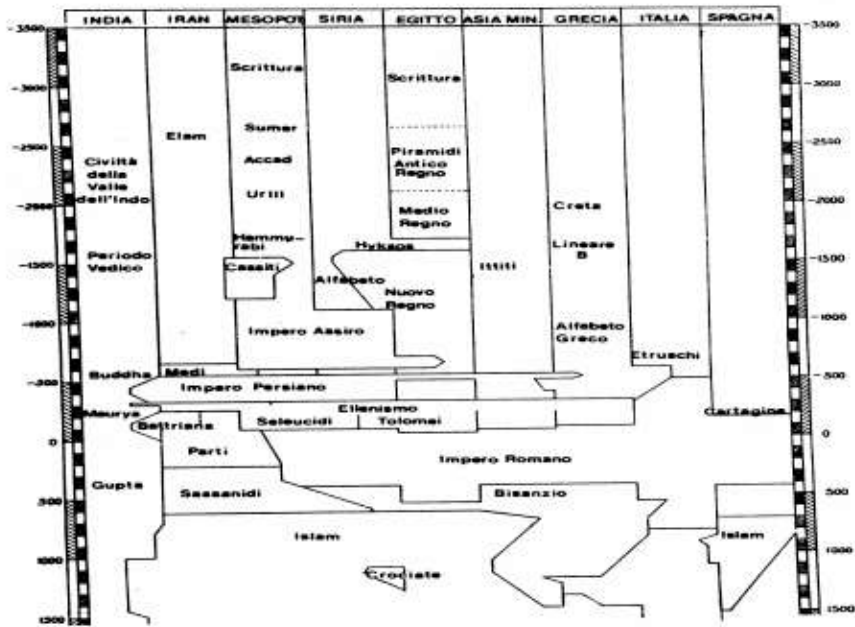 INDIA IRAN MESOPOT. SIRIA EGITTO ASIA MIN. GRECIA ITALIA SPAGNA
-3500 -3500
Scrittura Scrittura
-3000 -3000
Sumer
Elam
-2500 Piramidi -2500
Accad Antico
Civiltà Regno
della
Valle Ur III
dell'Indo
-2000 Medio Creta -2000
Regno
Hammu-
rabi Hyksos Lineare
B
Periodo
Vedico Cassiti Ittiti
-1500 -1500
Alfabeto Nuovo
Regno
-1000 Impero Assiro Alfabeto -1000
Greco
Etruschi
Buddha Medi
-500 Impero Persiano -500
Maurya Ellenismo Cartagine
Battriana Seleucidi Tolomei
0 0
Parti Impero Romano
Gupta Sassanidi Bisanzio
500 500
Islam Islam
1000 1000
Crociate
1500 1500